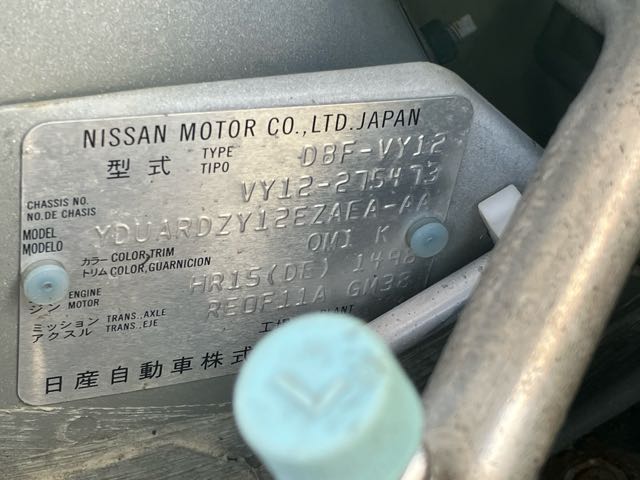 NISSAN MOTOR CO.,LTD.JAPAN
型式 TYPE TIPO DBF-VY12
CHASSIS NO. NO.DE CHASIS VY12-275473
MODEL MODELO YDUARDZY12EZAEA-AA
カラー トリム COLOR,TRIM COLOR,GUARNICION QM1 K
ジン ENGINE MOTOR HR15(DE) 1498
ミッション アクスル TRANS.,AXLE TRANS.,EJE RE0F11A GM38
日産自動車株式